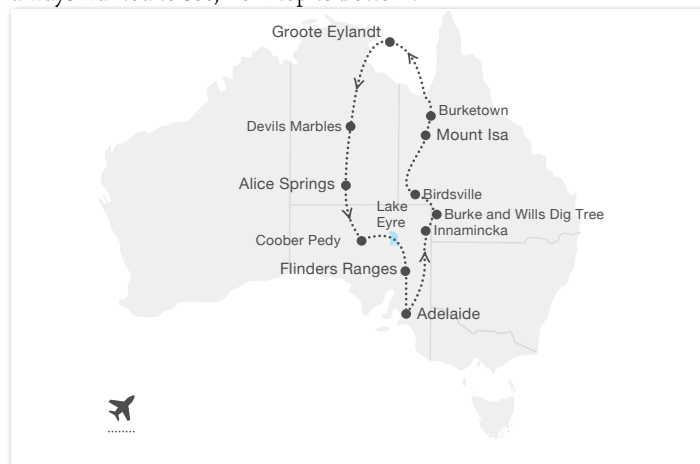 Groote Eylandt
Burketown
Devils Marbles
Mount Isa
Alice Springs
Birdsville
Lake
Eyre
Burke and Wills Dig Tree
Innamincka
Coober Pedy
Flinders Ranges
Adelaide